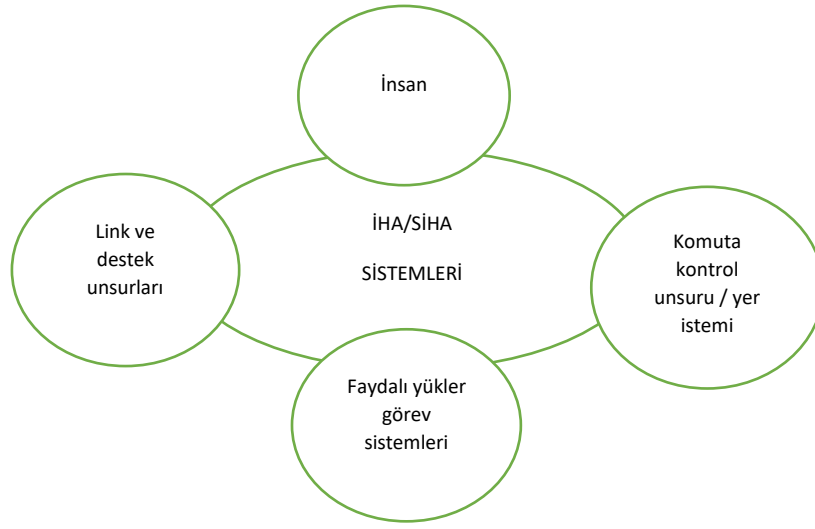 İnsan
Link ve
destek
unsurları
İHA/SİHA
SİSTEMLERİ
Komuta
kontrol
unsuru / yer
istemi
Faydalı yükler
görev
sistemleri